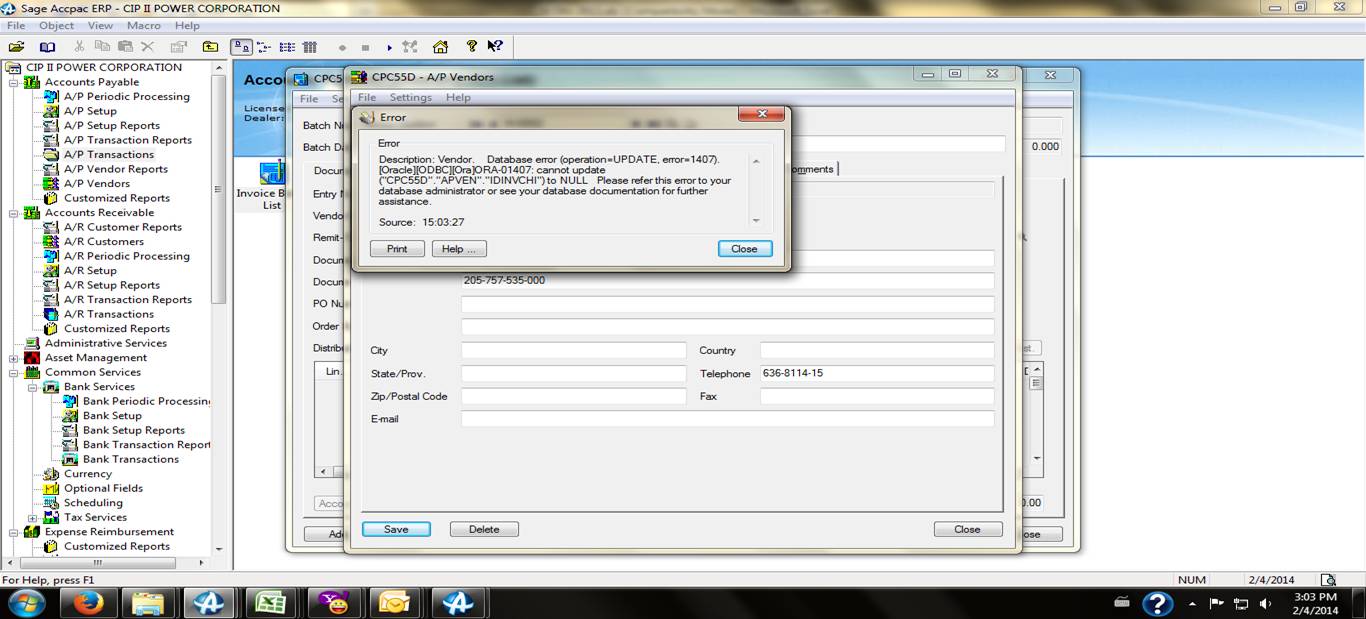 Sage Accpac ERP - CIP II POWER CORPORATION
File Object View Macro Help
CIP II POWER CORPORATION
Accounts Payable
A/P Periodic Processing
A/P Setup
A/P Setup Reports
A/P Transaction Reports
A/P Transactions
A/P Vendor Reports
A/P Vendors
Customized Reports
Accounts Receivable
A/R Customer Reports
A/R Customers
A/R Periodic Processing
A/R Setup
A/R Setup Reports
A/R Transaction Reports
A/R Transactions
Customized Reports
Administrative Services
Asset Management
Common Services
Bank Services
Bank Periodic Processing
Bank Setup
Bank Setup Reports
Bank Transaction Report
Bank Transactions
Currency
Optional Fields
Scheduling
Tax Services
Expense Reimbursement
Customized Reports
Acco
License
Dealer:
Invoice B
List
CPC5
File Se
Batch N
Batch Da
0.000
Docum
omments
Entry N
Vendo
Remit-
Docum
Docum
PO Nu
Order
Distribu
st.
Lin.
D
Acco
0.00
Ad
ose
CPC55D - A/P Vendors
File Settings Help
205-757-535-000
City
Country
State/Prov.
Telephone 636-8114-15
Zip/Postal Code
Fax
E-mail
Save
Delete
Close
Error
Error
Description: Vendor. Database error (operation=UPDATE, error=1407).
[Oracle][ODBC][Ora]ORA-01407: cannot update
("CPC55D"."APVEN"."IDINVCHI") to NULL Please refer this error to your
database administrator or see your database documentation for further
assistance.
Source: 15:03:27
Print
Help ...
Close
For Help, press F1
NUM
2/4/2014
3:03 PM
2/4/2014